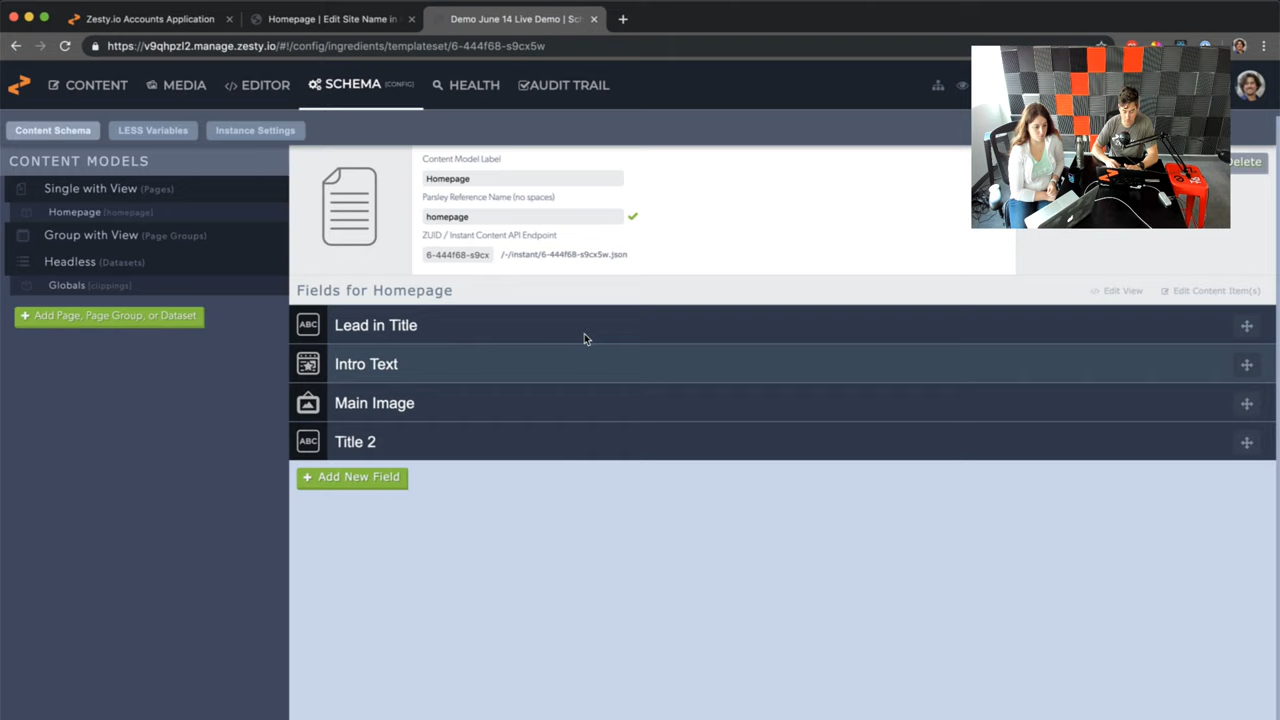 Zesty.io Accounts Application
Homepage | Edit Site Name in
Demo June 14 Live Demo | Sc
https://v9qhpzl2.manage.zesty.io/#!/config/ingredients/templateset/6-444f68-s9cx5w
CONTENT MEDIA </> EDITOR SCHEMA (CONFIG) HEALTH AUDIT TRAIL
Content Schema LESS Variables Instance Settings
CONTENT MODELS
Single with View (Pages)
Homepage [homepage]
Group with View (Page Groups)
Headless (Datasets)
Globals [clippings]
+ Add Page, Page Group, or Dataset
Content Model Label
Homepage
Parsley Reference Name (no spaces)
homepage
ZUID / Instant Content API Endpoint
6-444f68-s9cx /-/instant/6-444f68-s9cx5w.json
elete
Fields for Homepage
</> Edit View Edit Content Item(s)
ABC Lead in Title
Intro Text
Main Image
ABC Title 2
+ Add New Field